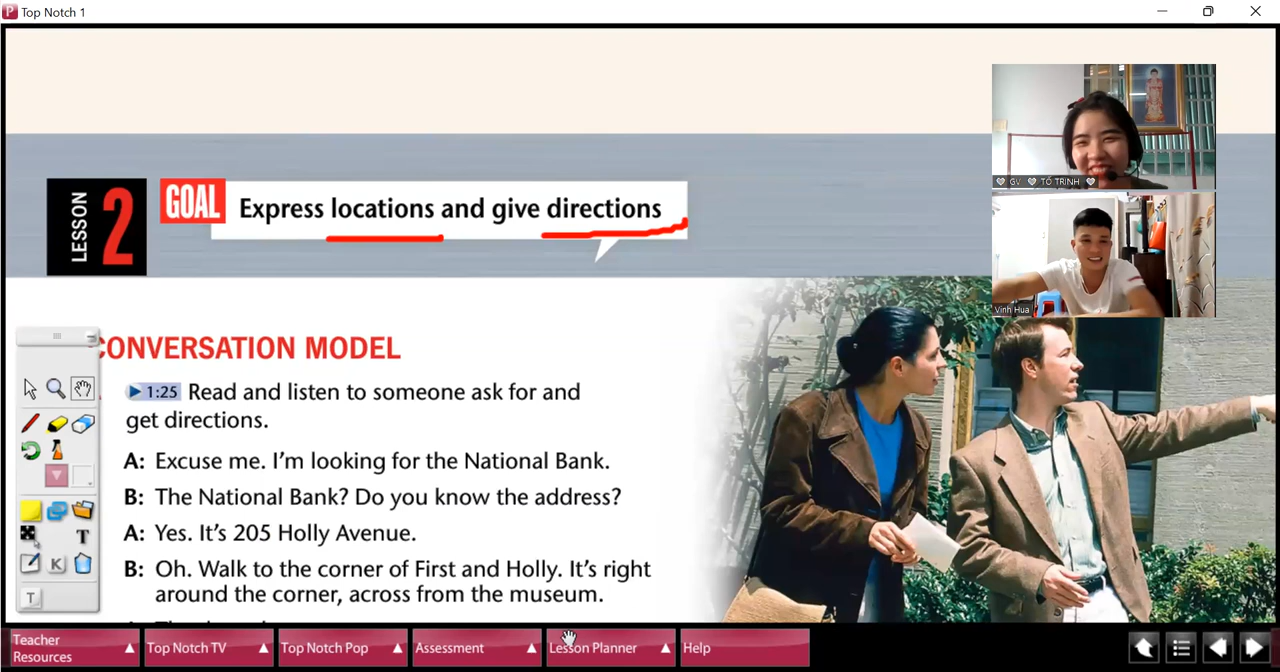 Top Notch 1
LESSON 2
GOAL
Express locations and give directions
GV TỐ TRINH
Vinh Hua
CONVERSATION MODEL
1:25 Read and listen to someone ask for and
get directions.
A: Excuse me. I'm looking for the National Bank.
B: The National Bank? Do you know the address?
A: Yes. It's 205 Holly Avenue.
B: Oh. Walk to the corner of First and Holly. It's right
around the corner, across from the museum.
T
K
T
Teacher
Resources
Top Notch TV
Top Notch Pop
Assessment
Lesson Planner
Help